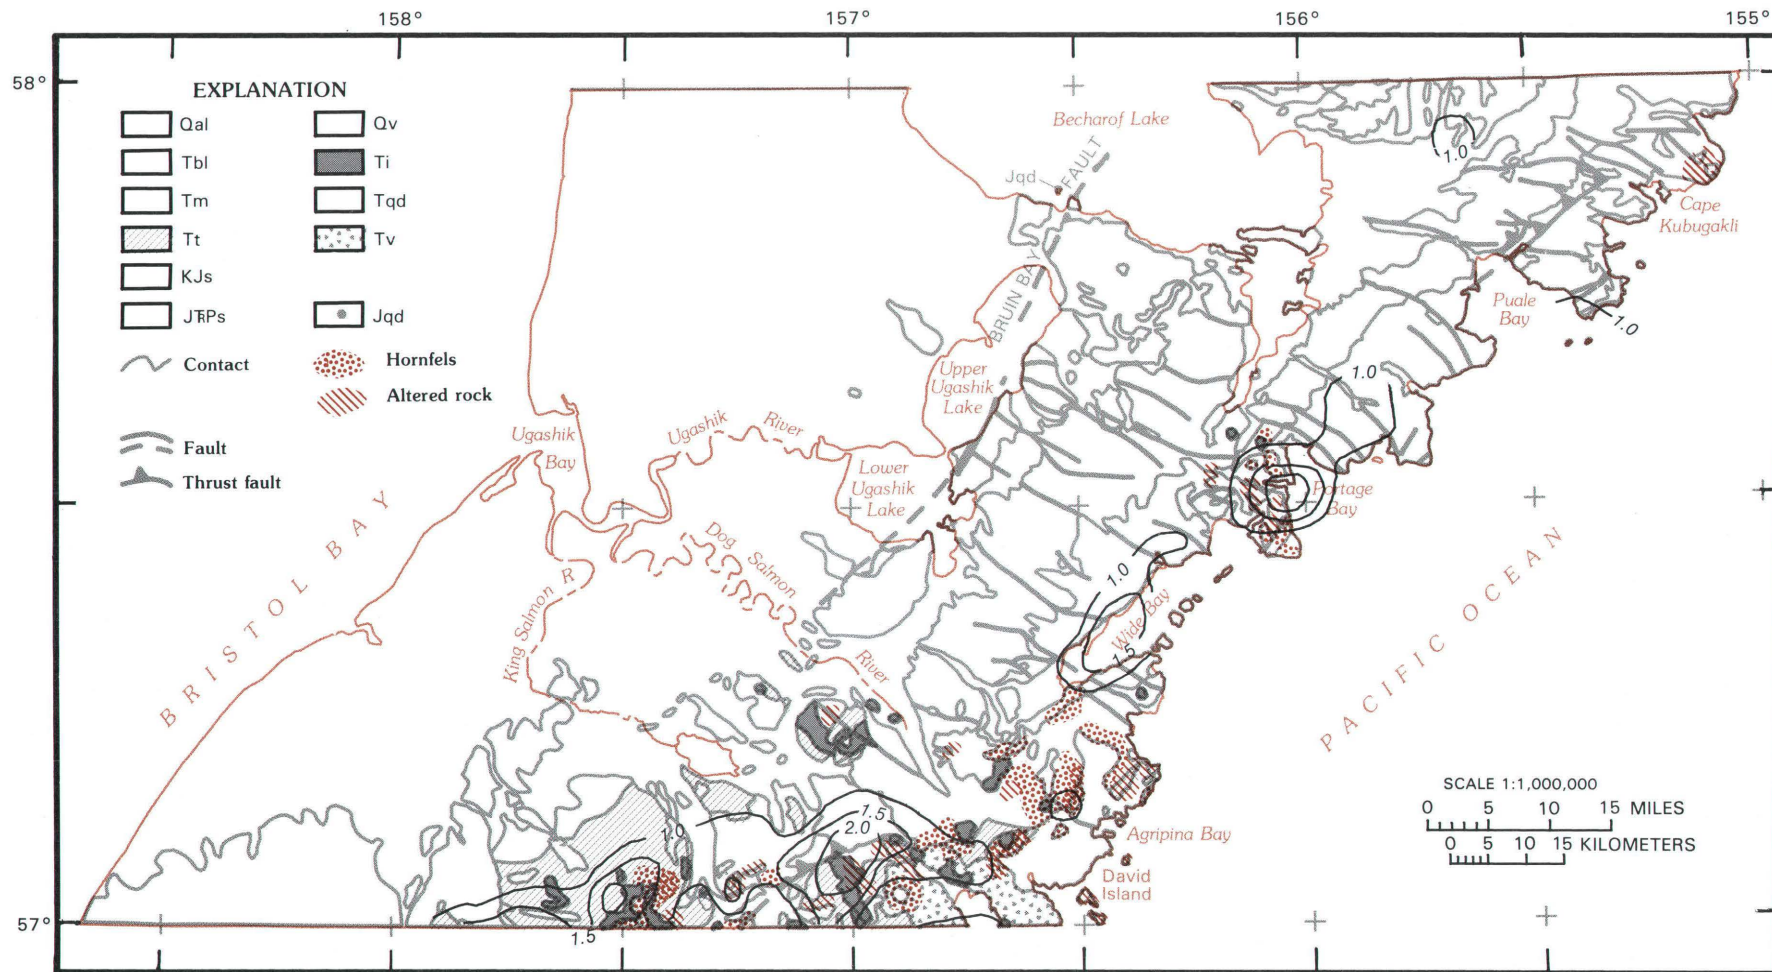 158° 157° 156° 155°
58°
57°
EXPLANATION
Qal Qv
Tbl Ti
Tm Tqd
Tt Tv
KJs
JƮPs Jqd
Contact Hornfels
Altered rock
Fault
Thrust fault
Becharof Lake
Jqd
FAULT
BRUIN BAY
1.0
Cape
Kubugakli
Puale
Bay
1.0
Upper
Ugashik
Lake
1.0
Ugashik
Bay
Ugashik River
Lower
Ugashik
Lake
Portage
Bay
BRISTOL BAY
Dog Salmon
River
King Salmon R
1.0
Wide Bay
1.5
PACIFIC OCEAN
1.0
1.5
2.0
1.5
Agripina Bay
David
Island
SCALE 1:1,000,000
0 5 10 15 MILES
0 5 10 15 KILOMETERS